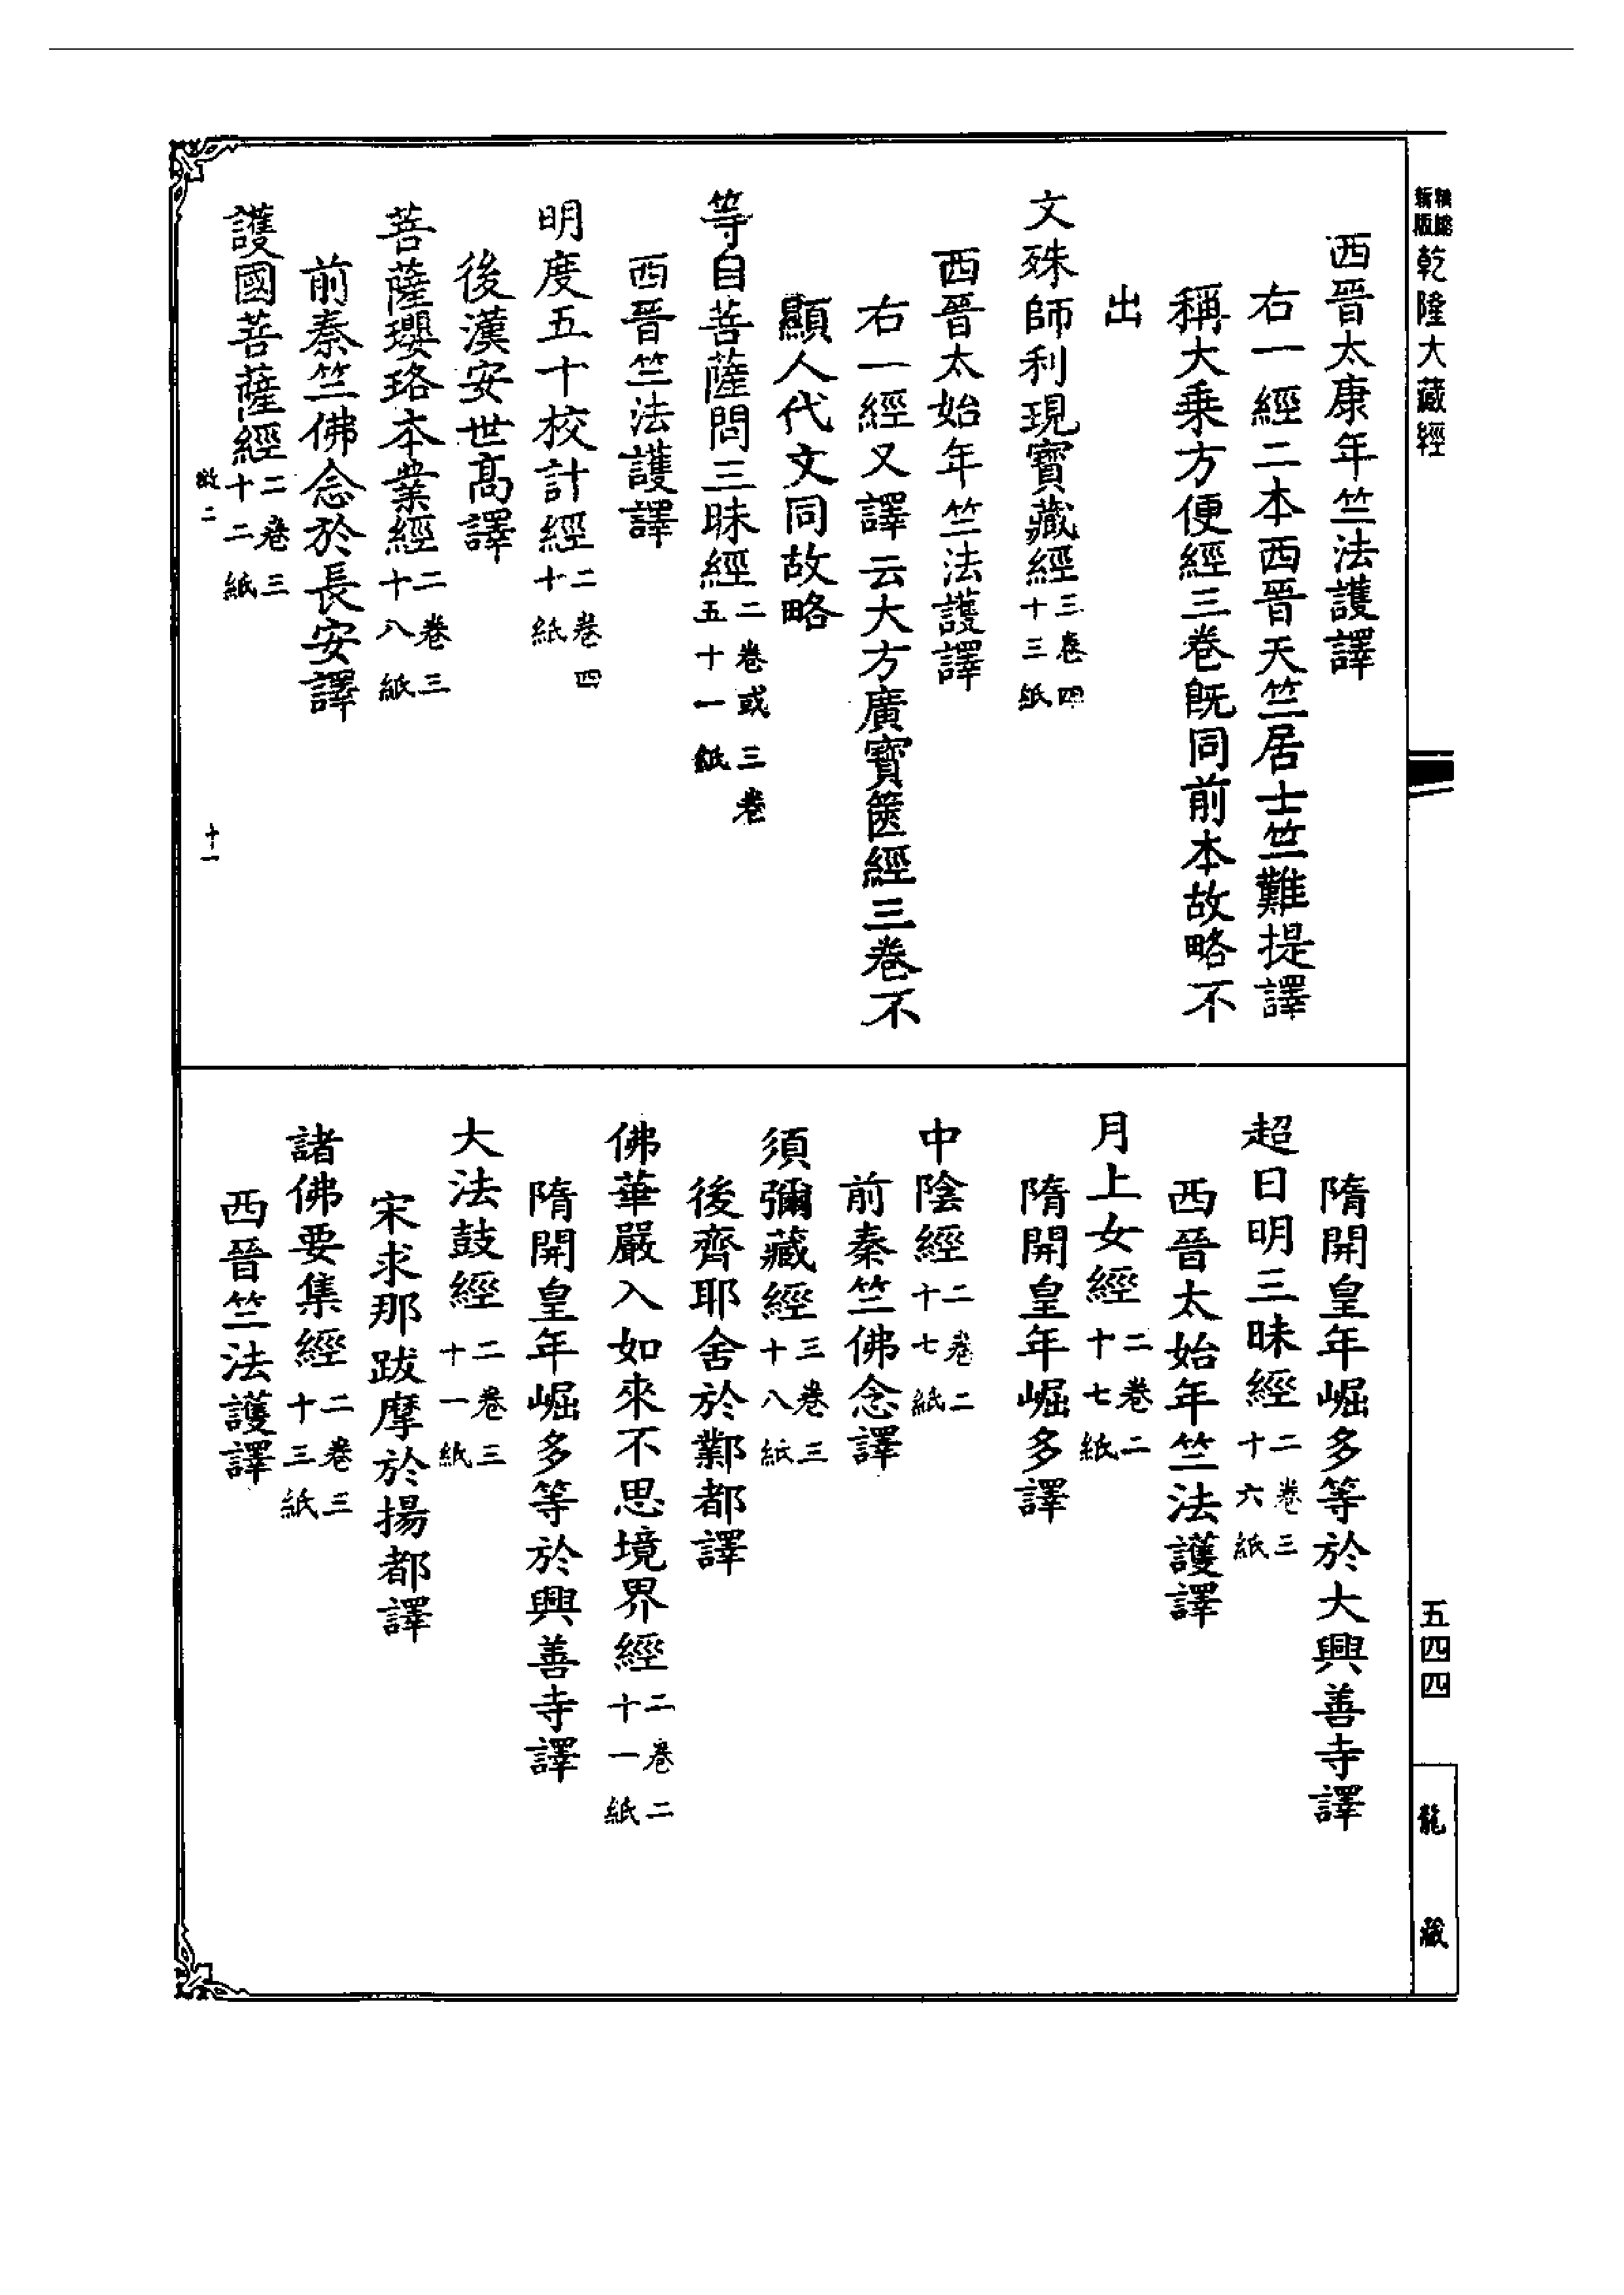 乾隆大藏經
西晉太康年竺法護譯
右一經二本西晉天竺居士竺難提譯
稱大乘方便經三卷既同前本故略不
出
文殊師利現寶藏經三卷四十三紙
西晉太始年竺法護譯
右一經又譯云大方廣寶篋經三卷不
顯人代文同故略
等自菩薩問三昧經二卷或三卷五十一紙
西晉竺法護譯
明度五十校計經二卷四十紙
後漢安世高譯
菩薩瓔珞本業經二卷三十八紙
前秦竺佛念於長安譯
護國菩薩經二卷三十二紙
十一
隋開皇年崛多等於大興善寺譯
超日明三昧經二卷三十六紙
西晉太始年竺法護譯
月上女經二卷二十七紙
隋開皇年崛多譯
中陰經二卷二十七紙
前秦竺佛念譯
須彌藏經三卷三十八紙
後齊耶舍於鄴都譯
佛華嚴入如來不思境界經二卷二十一紙
隋開皇年崛多等於興善寺譯
大法鼓經二卷三十一紙
宋求那跋摩於揚都譯
諸佛要集經二卷三十三紙
西晉竺法護譯
五四四
龍藏